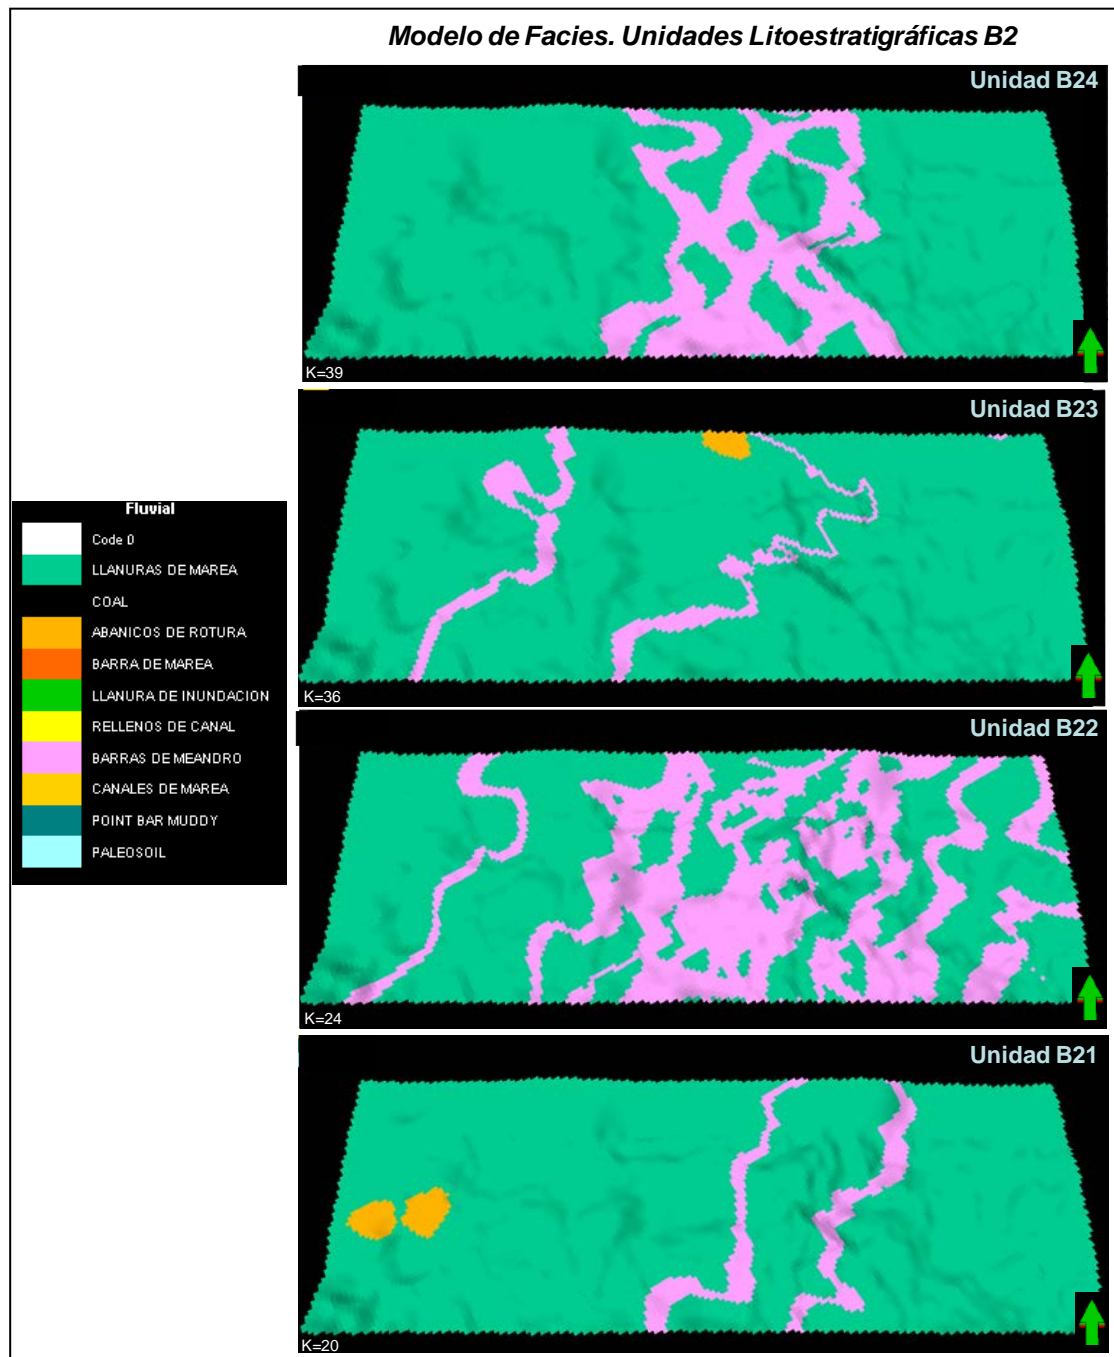 Modelo de Facies. Unidades Litoestratigráficas B2
Unidad B24
K=39
Unidad B23
K=36
Unidad B22
K=24
Unidad B21
K=20
Fluvial
Code 0
LLANURAS DE MAREA
COAL
ABANICOS DE ROTURA
BARRA DE MAREA
LLANURA DE INUNDACION
RELLENOS DE CANAL
BARRAS DE MEANDRO
CANALES DE MAREA
POINT BAR MUDDY
PALEOSOIL